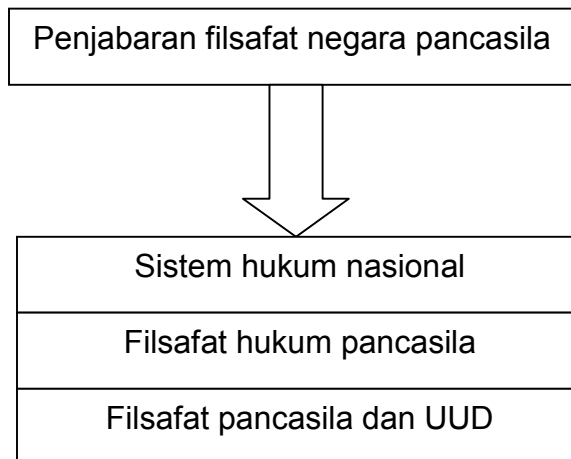 Penjabaran filsafat negara pancasila
Sistem hukum nasional
Filsafat hukum pancasila
Filsafat pancasila dan UUD